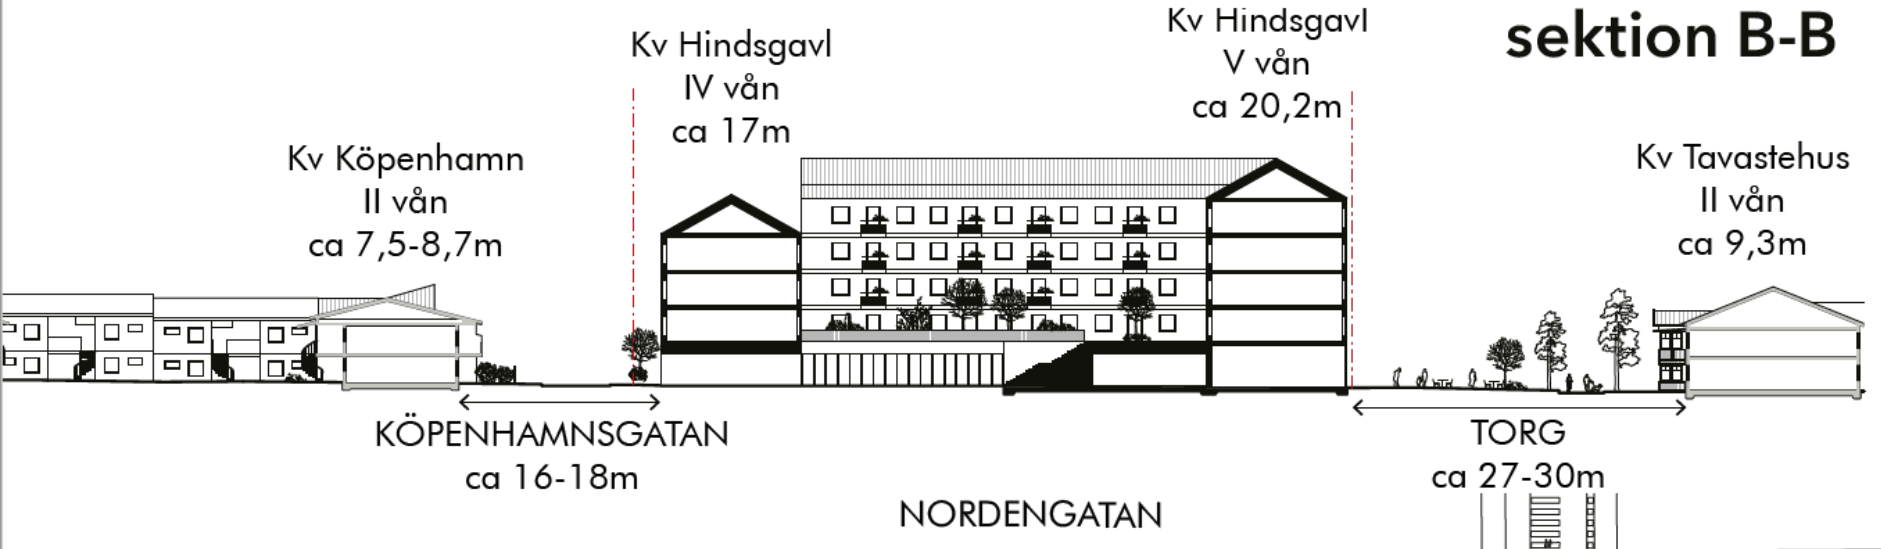 sektion B-B
Kv Köpenhamn
II vån
ca 7,5-8,7m
Kv Hindsgavl
IV vån
ca 17m
Kv Hindsgavl
V vån
ca 20,2m
Kv Tavastehus
II vån
ca 9,3m
KÖPENHAMNSGATAN
ca 16-18m
TORG
ca 27-30m
NORDENGATAN